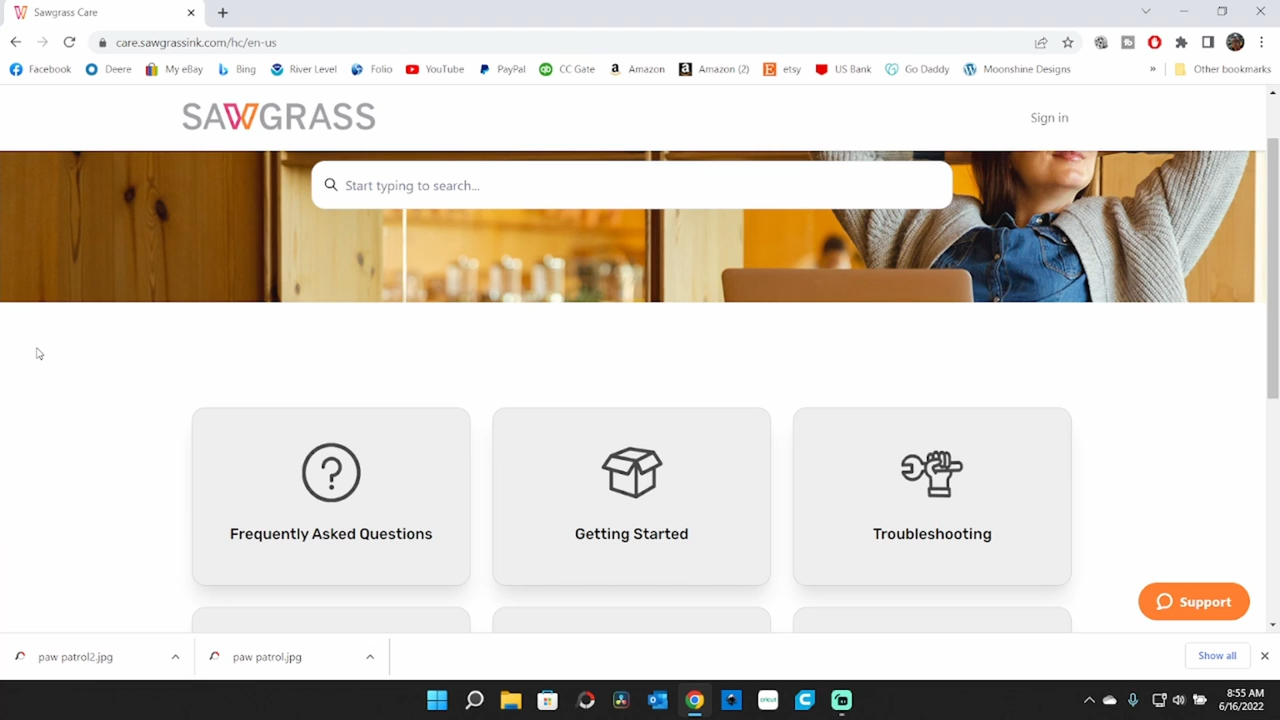 Sawgrass Care
care.sawgrassink.com/hc/en-us
Facebook Deere My eBay Bing River Level Folio YouTube PayPal CC Gate Amazon Amazon (2) etsy US Bank Go Daddy Moonshine Designs » Other bookmarks
SAWGRASS
Sign in
Start typing to search...
Frequently Asked Questions
Getting Started
Troubleshooting
Support
paw patrol2.jpg
paw patrol.jpg
Show all
cricut
8:55 AM
6/16/2022